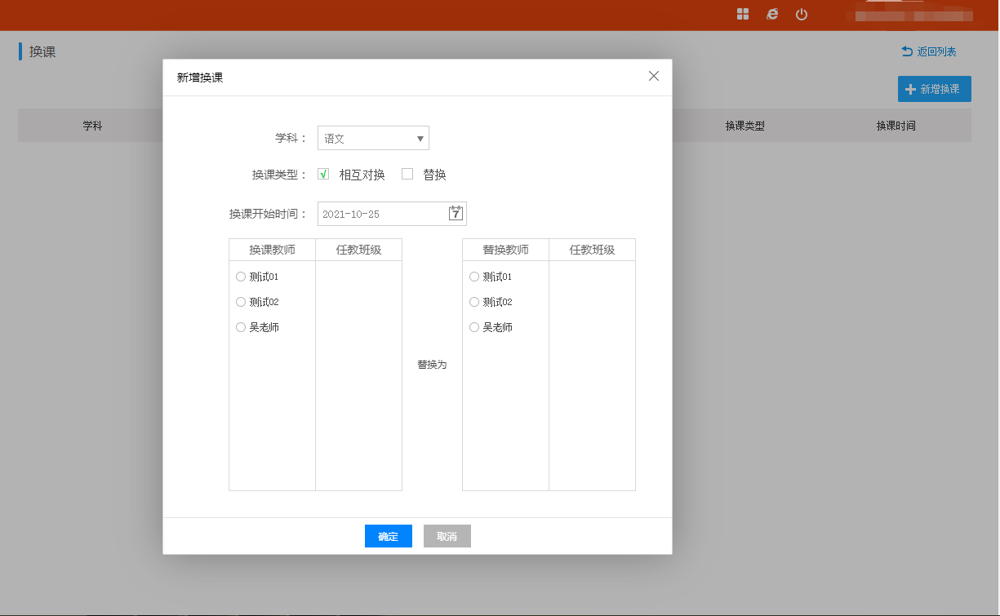 换课
返回列表
新增换课
学科 换课类型 换课时间
新增换课
学科： 语文
换课类型： √ 相互对换 替换
换课开始时间： 2021-10-25 7
换课教师 任教班级 替换教师 任教班级
测试01 测试01
测试02 测试02
吴老师 吴老师
替换为
确定 取消